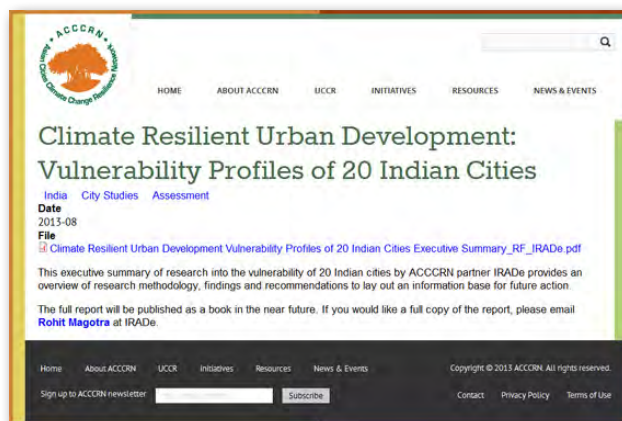 ACCCRN
Asian Cities Climate Change Resilience Network
HOME ABOUT ACCCRN UCCR INITIATIVES RESOURCES NEWS & EVENTS
Climate Resilient Urban Development:
Vulnerability Profiles of 20 Indian Cities
India City Studies Assessment
Date
2013-08
File
Climate Resilient Urban Development Vulnerability Profiles of 20 Indian Cities Executive Summary_RF_IRADe.pdf
This executive summary of research into the vulnerability of 20 Indian cities by ACCCRN partner IRADe provides an
overview of research methodology, findings and recommendations to lay out an information base for future action.
The full report will be published as a book in the near future. If you would like a full copy of the report, please email
Rohit Magotra at IRADe.
Home About ACCCRN UCCR Initiatives Resources News & Events Copyright © 2013 ACCCRN. All rights reserved.
Sign up to ACCCRN newsletter Subscribe Contact Privacy Policy Terms of Use